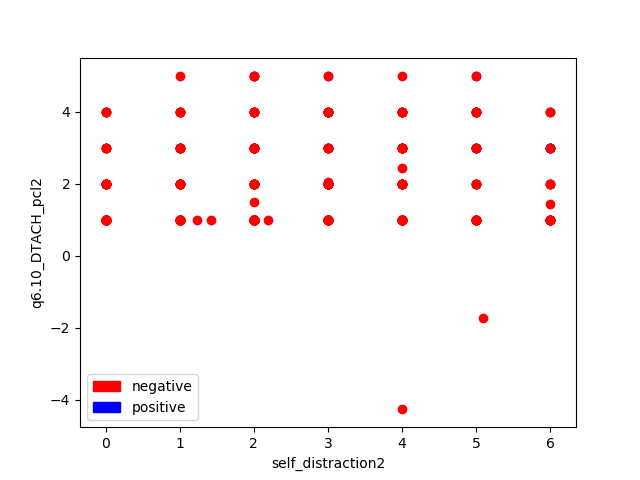 4
2
0
−2
−4
q6.10_DTACH_pcl2
negative
positive
0 1 2 3 4 5 6
self_distraction2